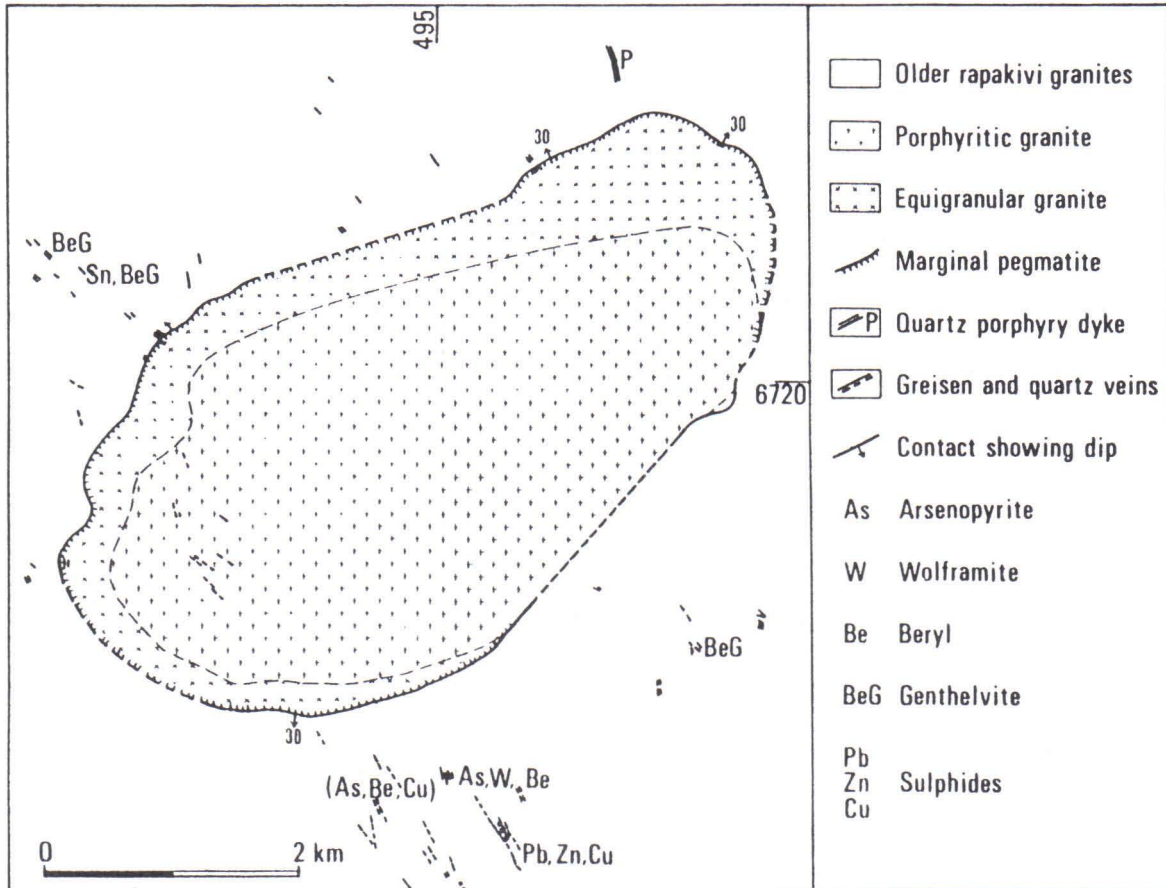 495
P
30
30
BeG
Sn, BeG
6720
BeG
30
(As, Be, Cu)
As, W, Be
Pb, Zn, Cu
0 2 km
Older rapakivi granites
Porphyritic granite
Equigranular granite
Marginal pegmatite
P Quartz porphyry dyke
Greisen and quartz veins
Contact showing dip
As Arsenopyrite
W Wolframite
Be Beryl
BeG Genthelvite
Pb
Zn Sulphides
Cu